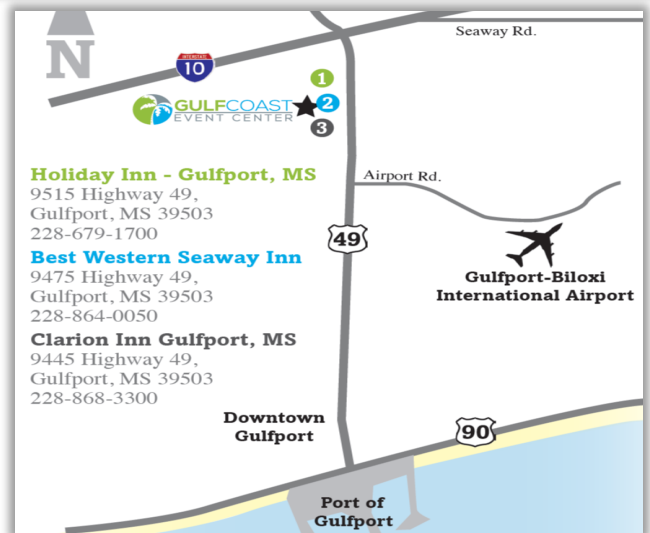 Seaway Rd.
N
INTERSTATE
10
1
GULFCOAST
EVENT CENTER
2
3
Holiday Inn - Gulfport, MS
9515 Highway 49,
Gulfport, MS 39503
228-679-1700
Airport Rd.
49
Best Western Seaway Inn
9475 Highway 49,
Gulfport, MS 39503
228-864-0050
Gulfport-Biloxi
International Airport
Clarion Inn Gulfport, MS
9445 Highway 49,
Gulfport, MS 39503
228-868-3300
Downtown
Gulfport
90
Port of
Gulfport